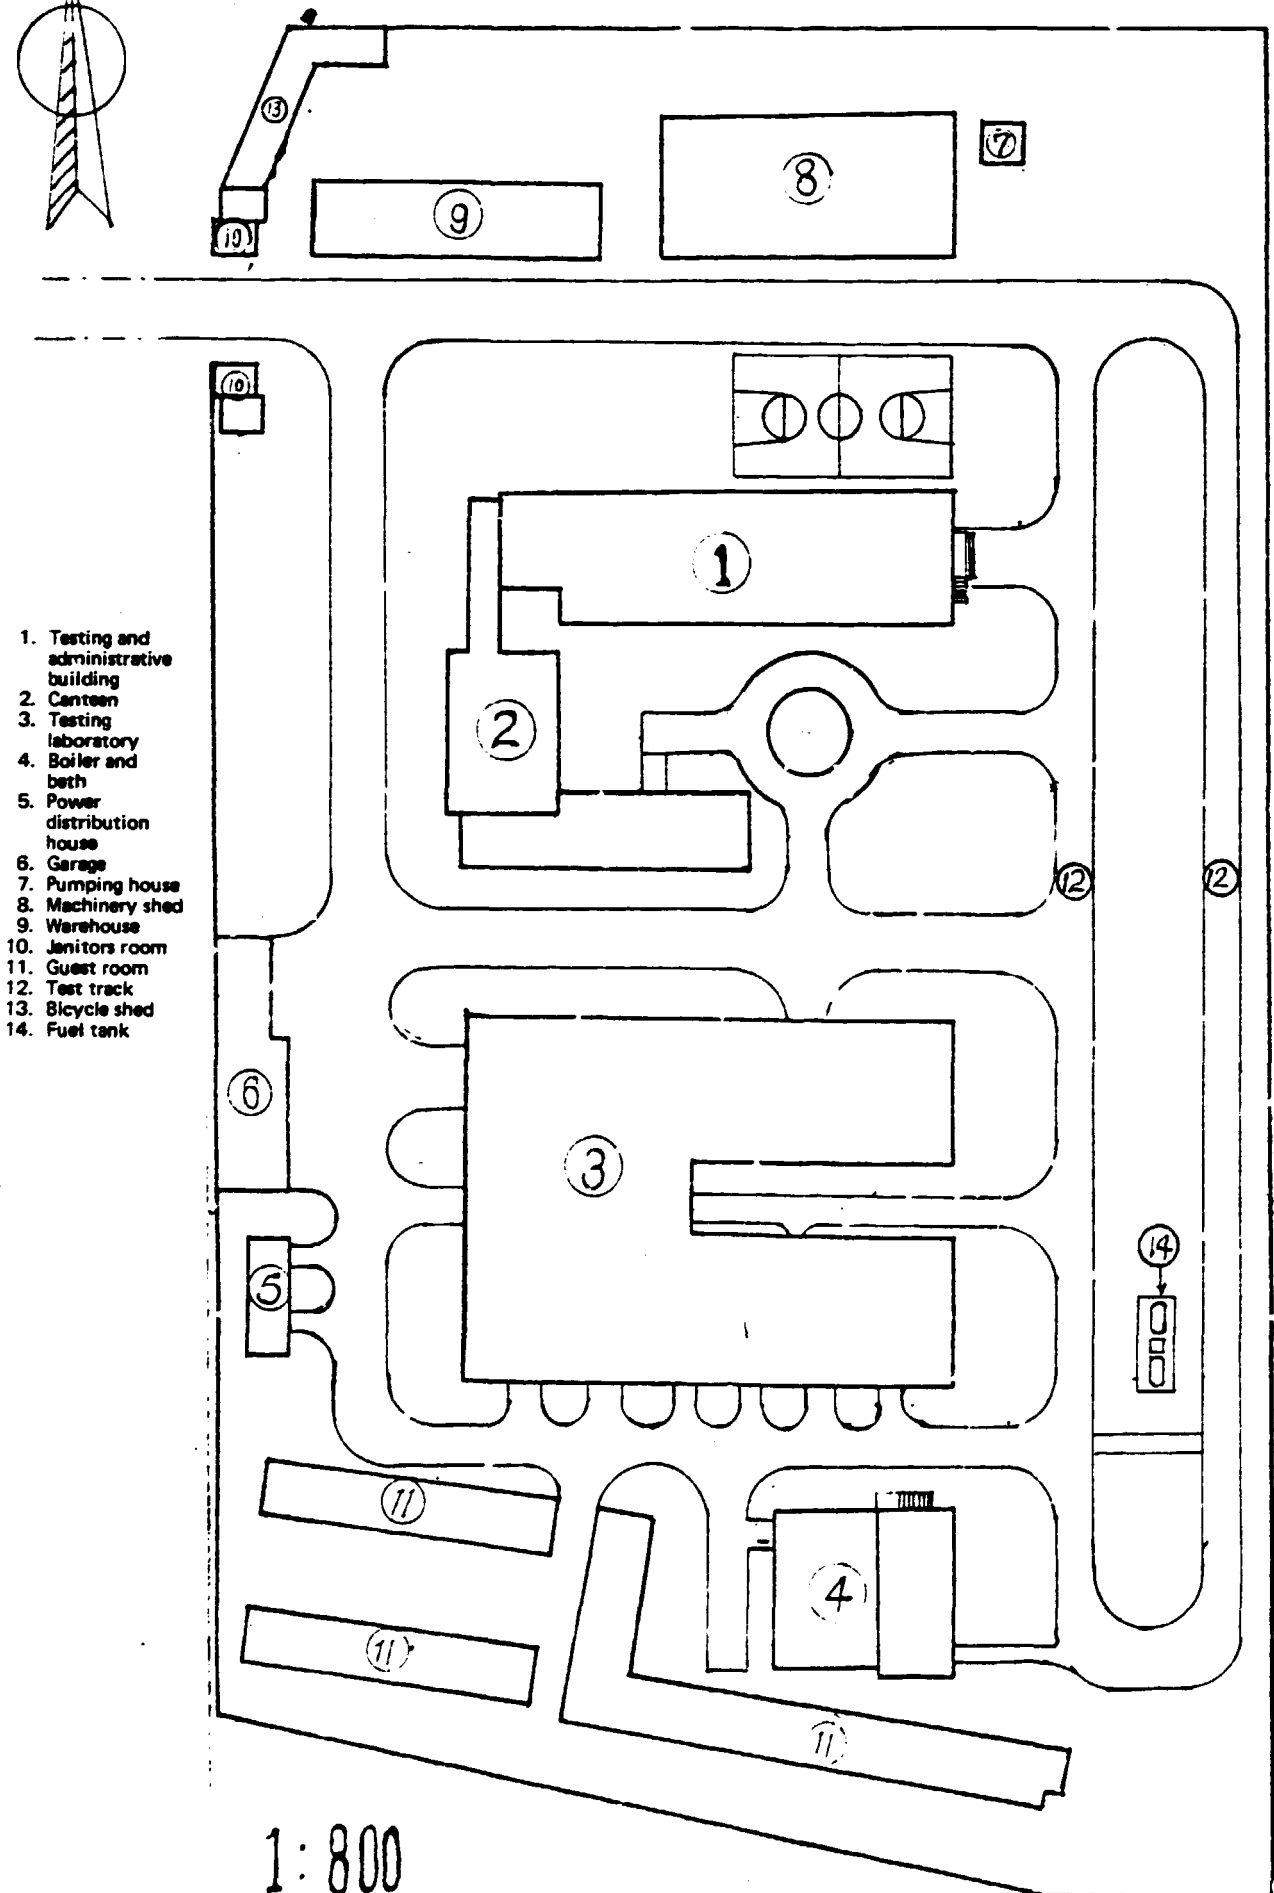 13
7
8
9
10
10
1
1. Testing and
administrative
building
2. Canteen
3. Testing
laboratory
4. Boiler and
bath
5. Power
distribution
house
6. Garage
7. Pumping house
8. Machinery shed
9. Warehouse
10. Janitors room
11. Guest room
12. Test track
13. Bicycle shed
14. Fuel tank
2
12
12
6
3
14
5
11
4
11
11
1:800